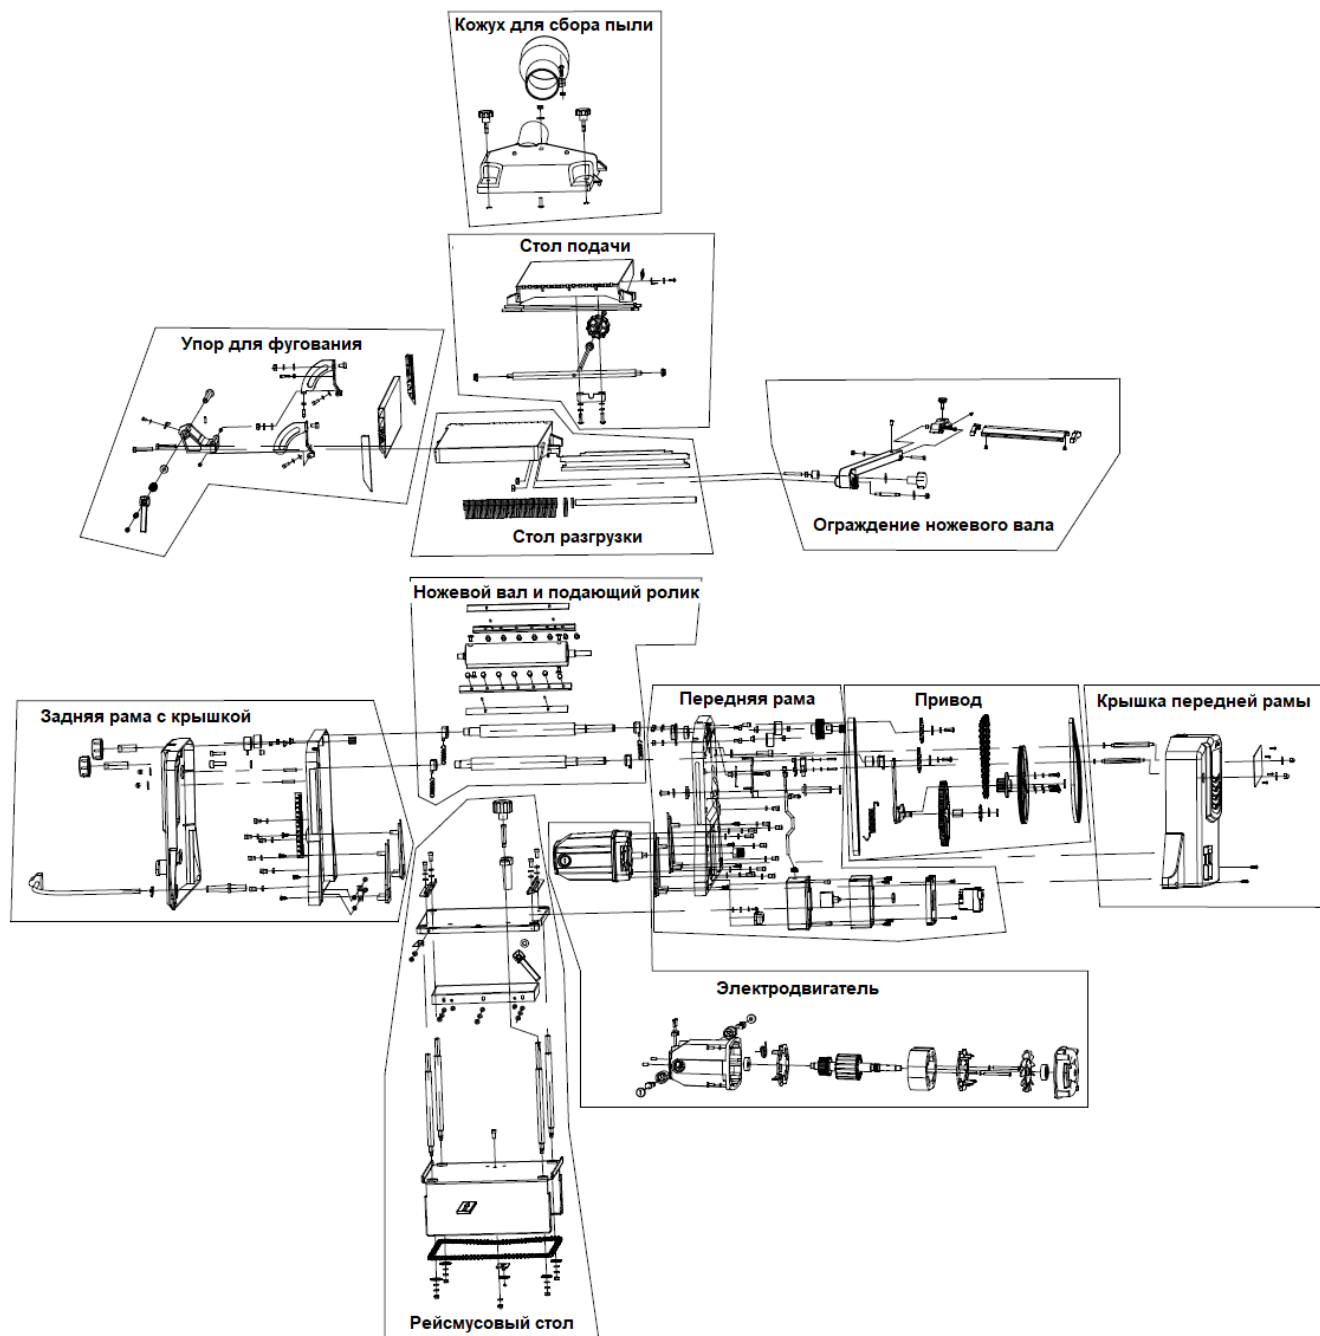 Кожух для сбора пыли
Стол подачи
Упор для фугования
Ограждение ножевого вала
Стол разгрузки
Ножевой вал и подающий ролик
Задняя рама с крышкой
Передняя рама
Привод
Крышка передней рамы
Электродвигатель
Рейсмусовый стол